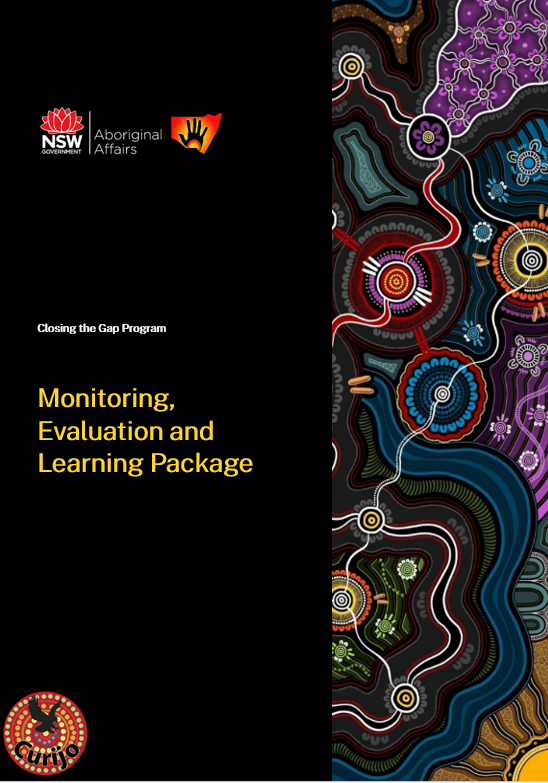 NSW
GOVERNMENT
Aboriginal
Affairs
Closing the Gap Program
Monitoring,
Evaluation and
Learning Package
Curijo